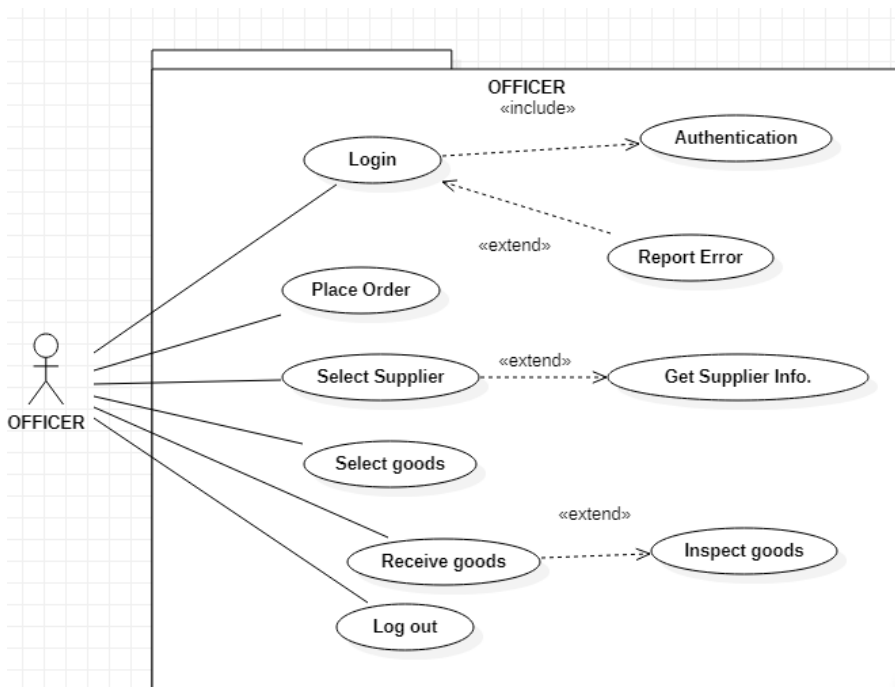 OFFICER
«include»
Authentication
Login
«extend»
Report Error
Place Order
OFFICER
Select Supplier
«extend»
Get Supplier Info.
Select goods
«extend»
Receive goods
Inspect goods
Log out